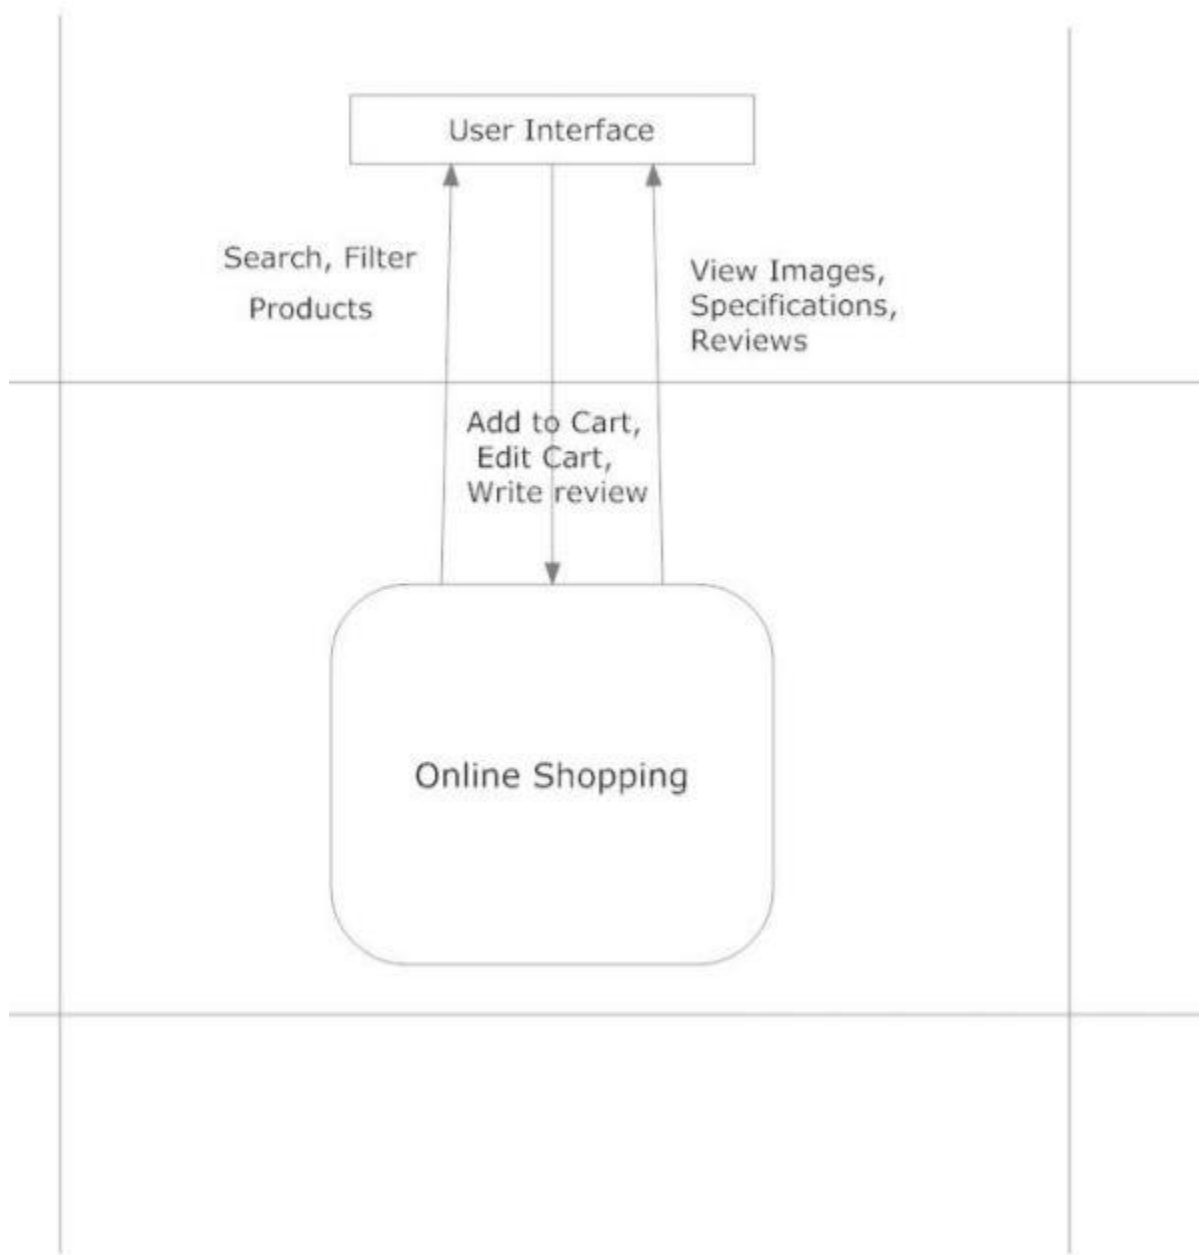 User Interface
Search, Filter
Products
View Images,
Specifications,
Reviews
Add to Cart,
Edit Cart,
Write review
Online Shopping